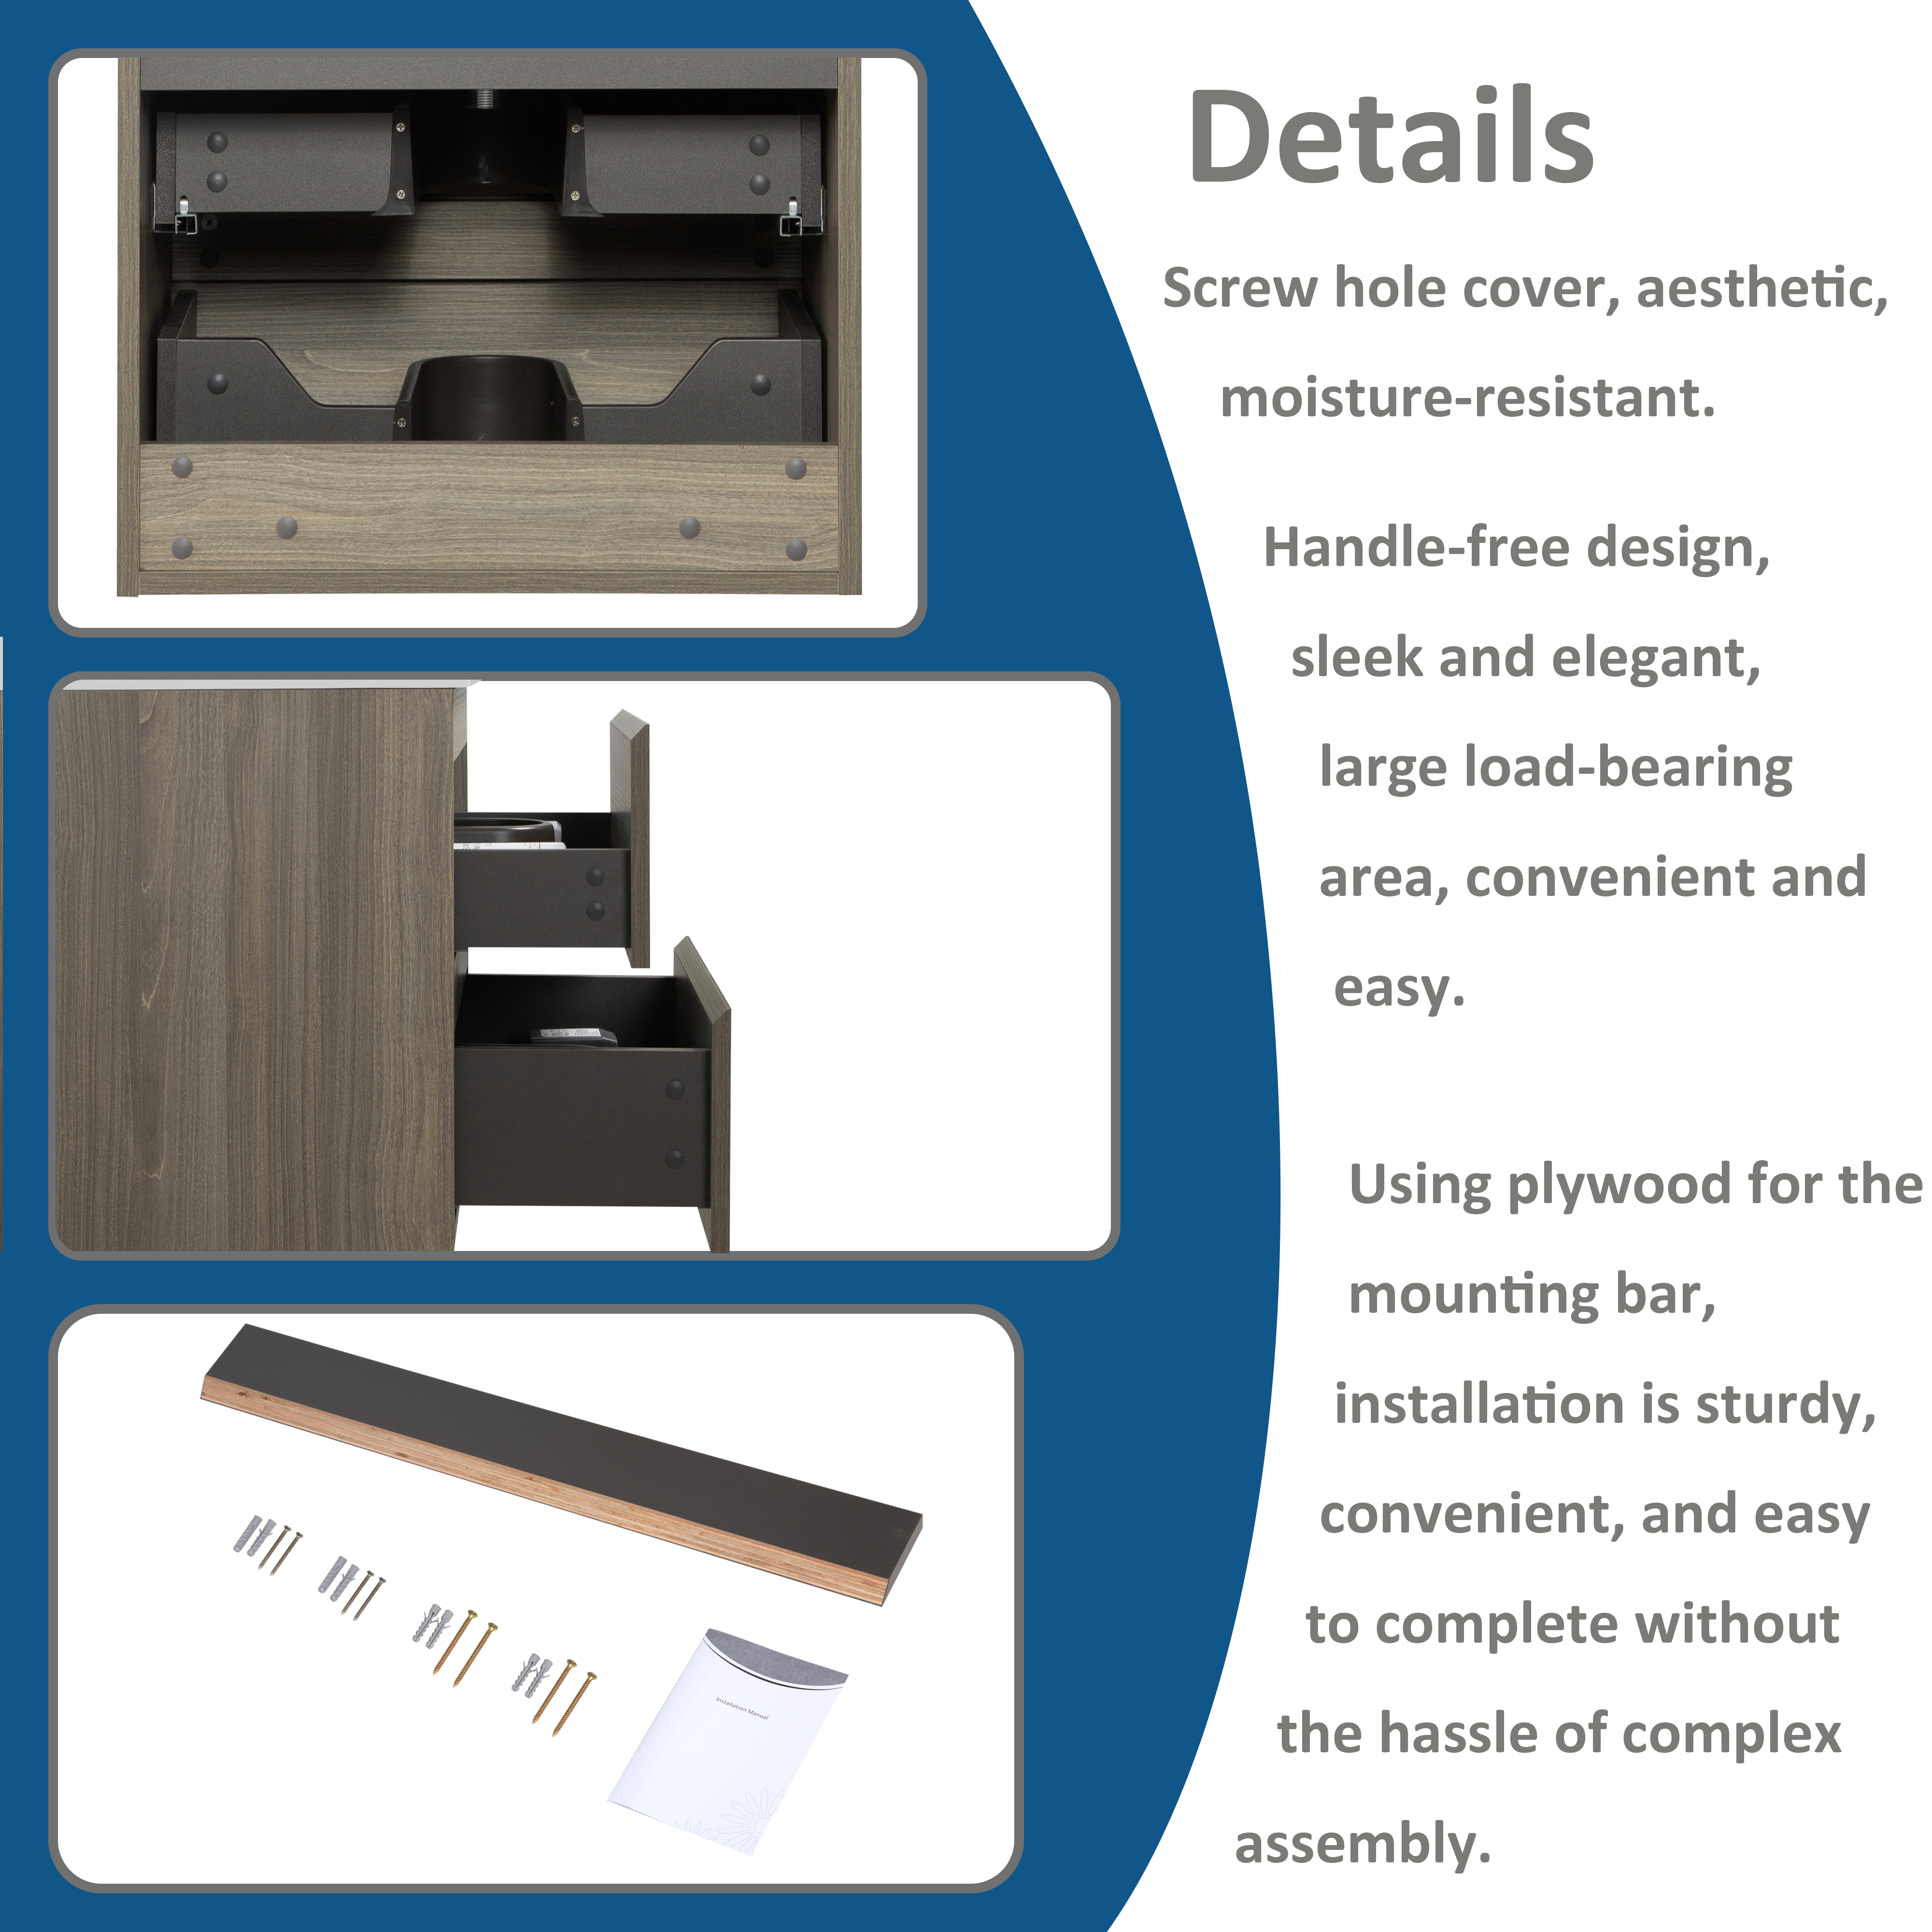 Details
Screw hole cover, aesthetic,
moisture-resistant.
Handle-free design,
sleek and elegant,
large load-bearing
area, convenient and
easy.
Using plywood for the
mounting bar,
installation is sturdy,
convenient, and easy
to complete without
the hassle of complex
assembly.
Installation Manual